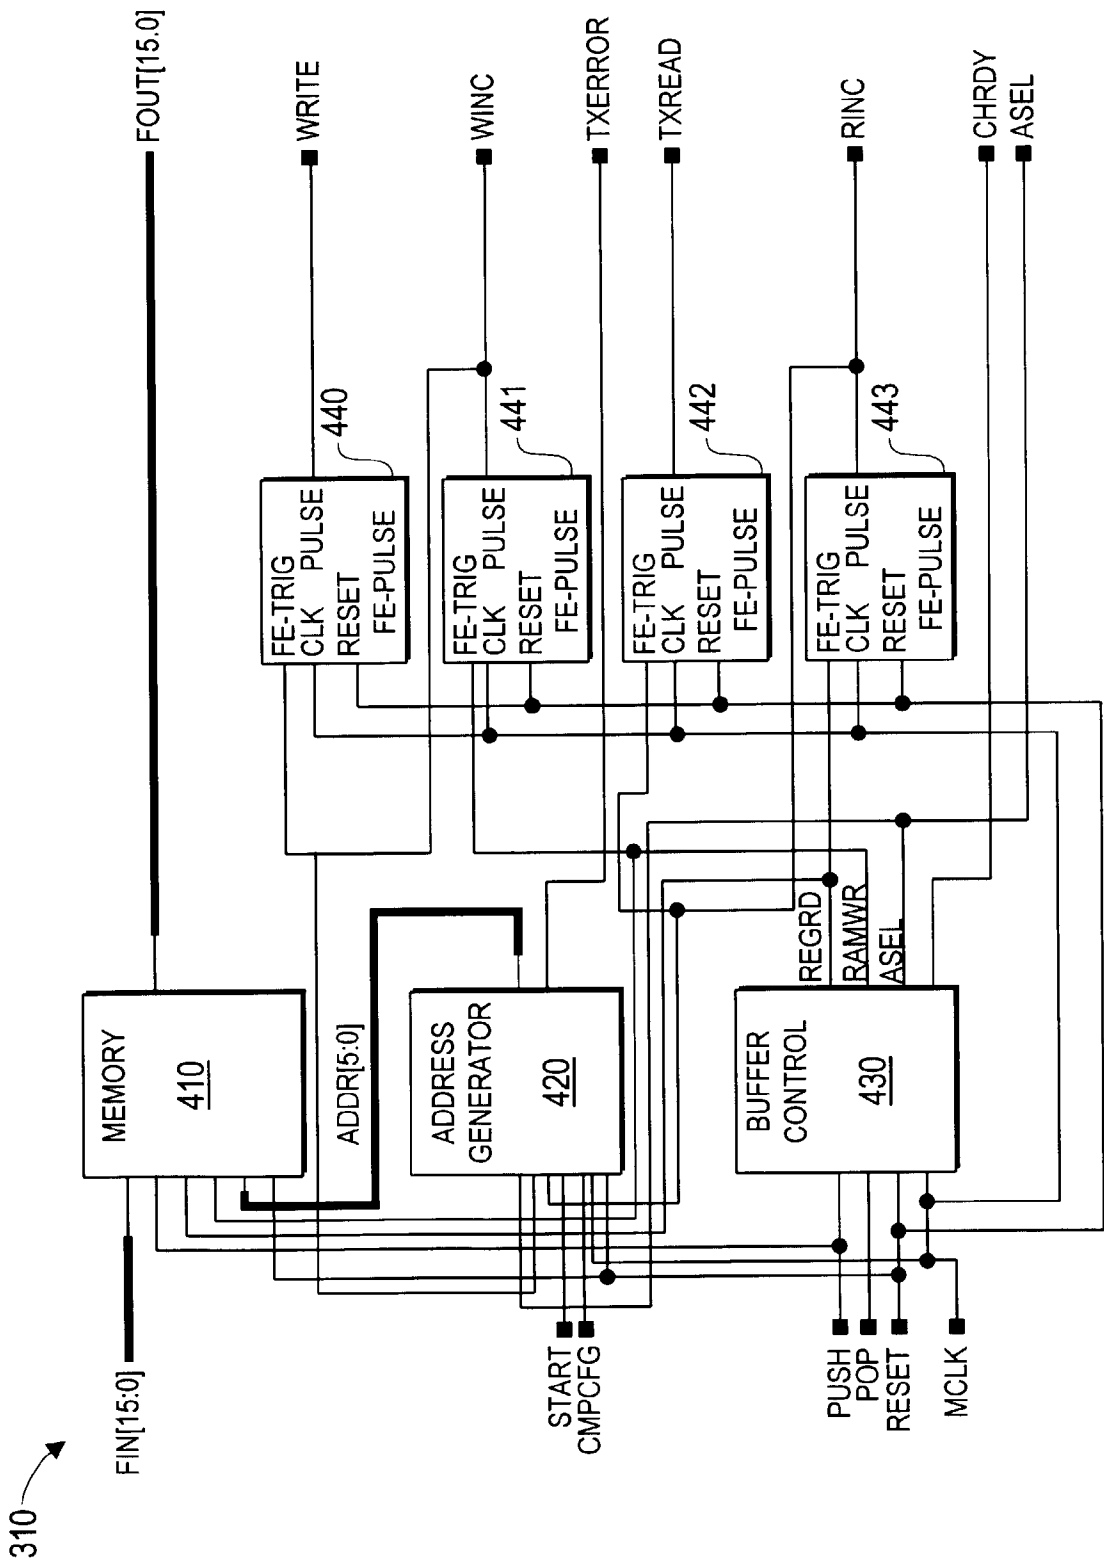 310
FIN[15:0]
FOUT[15.0]
MEMORY
410
ADDR[5:0]
ADDRESS
GENERATOR
420
START
CMPCFG
BUFFER
CONTROL
430
REGRD
RAMWR
ASEL
PUSH
POP
RESET
MCLK
FE-TRIG
CLK PULSE
RESET
FE-PULSE
440
WRITE
FE-TRIG
CLK PULSE
RESET
FE-PULSE
441
WINC
TXERROR
FE-TRIG
CLK PULSE
RESET
FE-PULSE
442
TXREAD
FE-TRIG
CLK PULSE
RESET
FE-PULSE
443
RINC
CHRDY
ASEL